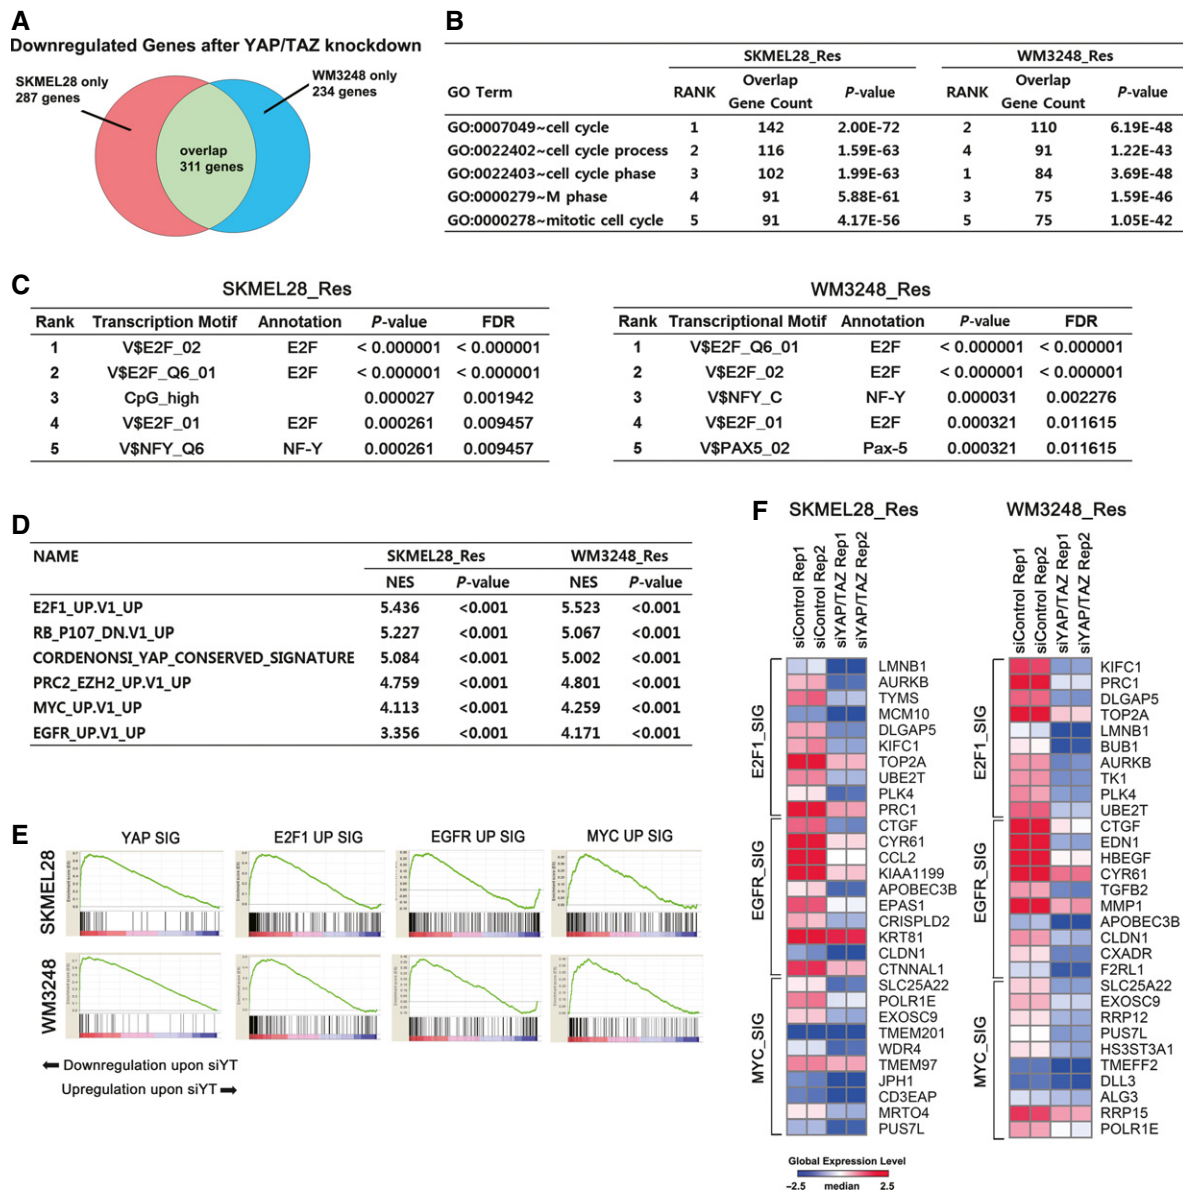 A
Downregulated Genes after YAP/TAZ knockdown
SKMEL28 only
287 genes
WM3248 only
234 genes
overlap
311 genes
B
SKMEL28_Res WM3248_Res
GO Term RANK Overlap Gene Count P-value RANK Overlap Gene Count P-value
GO:0007049~cell cycle 1 142 2.00E-72 2 110 6.19E-48
GO:0022402~cell cycle process 2 116 1.59E-63 4 91 1.22E-43
GO:0022403~cell cycle phase 3 102 1.99E-63 1 84 3.69E-48
GO:0000279~M phase 4 91 5.88E-61 3 75 1.59E-46
GO:0000278~mitotic cell cycle 5 91 4.17E-56 5 75 1.05E-42
C
SKMEL28_Res
Rank Transcription Motif Annotation P-value FDR
1 V$E2F_02 E2F < 0.000001 < 0.000001
2 V$E2F_Q6_01 E2F < 0.000001 < 0.000001
3 CpG_high 0.000027 0.001942
4 V$E2F_01 E2F 0.000261 0.009457
5 V$NFY_Q6 NF-Y 0.000261 0.009457
WM3248_Res
Rank Transcriptional Motif Annotation P-value FDR
1 V$E2F_Q6_01 E2F < 0.000001 < 0.000001
2 V$E2F_02 E2F < 0.000001 < 0.000001
3 V$NFY_C NF-Y 0.000031 0.002276
4 V$E2F_01 E2F 0.000321 0.011615
5 V$PAX5_02 Pax-5 0.000321 0.011615
D
NAME SKMEL28_Res WM3248_Res
NES P-value NES P-value
E2F1_UP.V1_UP 5.436 <0.001 5.523 <0.001
RB_P107_DN.V1_UP 5.227 <0.001 5.067 <0.001
CORDENONSI_YAP_CONSERVED_SIGNATURE 5.084 <0.001 5.002 <0.001
PRC2_EZH2_UP.V1_UP 4.759 <0.001 4.801 <0.001
MYC_UP.V1_UP 4.113 <0.001 4.259 <0.001
EGFR_UP.V1_UP 3.356 <0.001 4.171 <0.001
E
YAP SIG E2F1 UP SIG EGFR UP SIG MYC UP SIG
SKMEL28
WM3248
Downregulation upon siYT
Upregulation upon siYT
F
SKMEL28_Res
siControl Rep1
siControl Rep2
siYAP/TAZ Rep1
siYAP/TAZ Rep2
E2F1_SIG
LMNB1
AURKB
TYMS
MCM10
DLGAP5
KIFC1
TOP2A
UBE2T
PLK4
PRC1
EGFR_SIG
CTGF
CYR61
CCL2
KIAA1199
APOBEC3B
EPAS1
CRISPLD2
KRT81
CLDN1
CTNNAL1
MYC_SIG
SLC25A22
POLR1E
EXOSC9
TMEM201
WDR4
TMEM97
JPH1
CD3EAP
MRTO4
PUS7L
WM3248_Res
siControl Rep1
siControl Rep2
siYAP/TAZ Rep1
siYAP/TAZ Rep2
E2F1_SIG
KIFC1
PRC1
DLGAP5
TOP2A
LMNB1
BUB1
AURKB
TK1
PLK4
UBE2T
EGFR_SIG
CTGF
EDN1
HBEGF
CYR61
TGFB2
MMP1
APOBEC3B
CLDN1
CXADR
F2RL1
MYC_SIG
SLC25A22
EXOSC9
RRP12
PUS7L
HS3ST3A1
TMEFF2
DLL3
ALG3
RRP15
POLR1E
Global Expression Level
−2.5 median 2.5